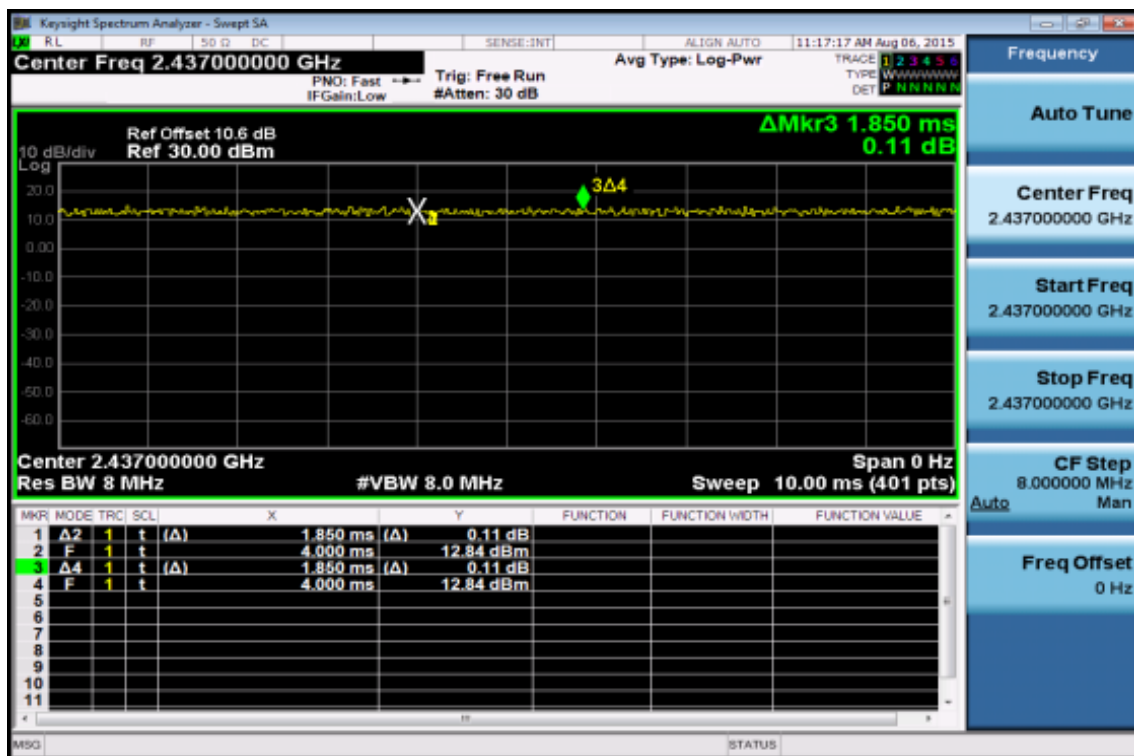 Keysight Spectrum Analyzer - Swept SA
LXI RL RF 50 Ω DC SENSE:INT ALIGN AUTO 11:17:17 AM Aug 06, 2015
Center Freq 2.437000000 GHz
PNO: Fast
IFGain:Low
Trig: Free Run
#Atten: 30 dB
Avg Type: Log-Pwr
TRACE 1 2 3 4 5 6
TYPE W
DET P N N N N N
ΔMkr3 1.850 ms
0.11 dB
Ref Offset 10.6 dB
10 dB/div Ref 30.00 dBm
Log
20.0
10.0
0.00
-10.0
-20.0
-30.0
-40.0
-50.0
-60.0
3Δ4
Center 2.437000000 GHz Span 0 Hz
Res BW 8 MHz #VBW 8.0 MHz Sweep 10.00 ms (401 pts)
MKR MODE TRC SCL X Y FUNCTION FUNCTION WIDTH FUNCTION VALUE
1 Δ2 1 t (Δ) 1.850 ms (Δ) 0.11 dB
2 F 1 t 4.000 ms 12.84 dBm
3 Δ4 1 t (Δ) 1.850 ms (Δ) 0.11 dB
4 F 1 t 4.000 ms 12.84 dBm
5
6
7
8
9
10
11
MSG STATUS
Frequency
Auto Tune
Center Freq
2.437000000 GHz
Start Freq
2.437000000 GHz
Stop Freq
2.437000000 GHz
CF Step
8.000000 MHz
Auto Man
Freq Offset
0 Hz